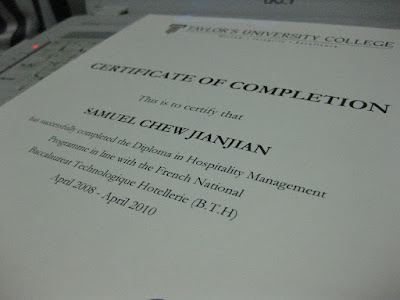 TAYLOR'S UNIVERSITY COLLEGE
CERTIFICATE OF COMPLETION
This is to certify that
SAMUEL CHEW JIANJIAN
has successfully completed the Diploma in Hospitality Management
Programme in line with the French National
Baccalauteat Technologique Hotellerie (B.T.H)
April 2008 - April 2010